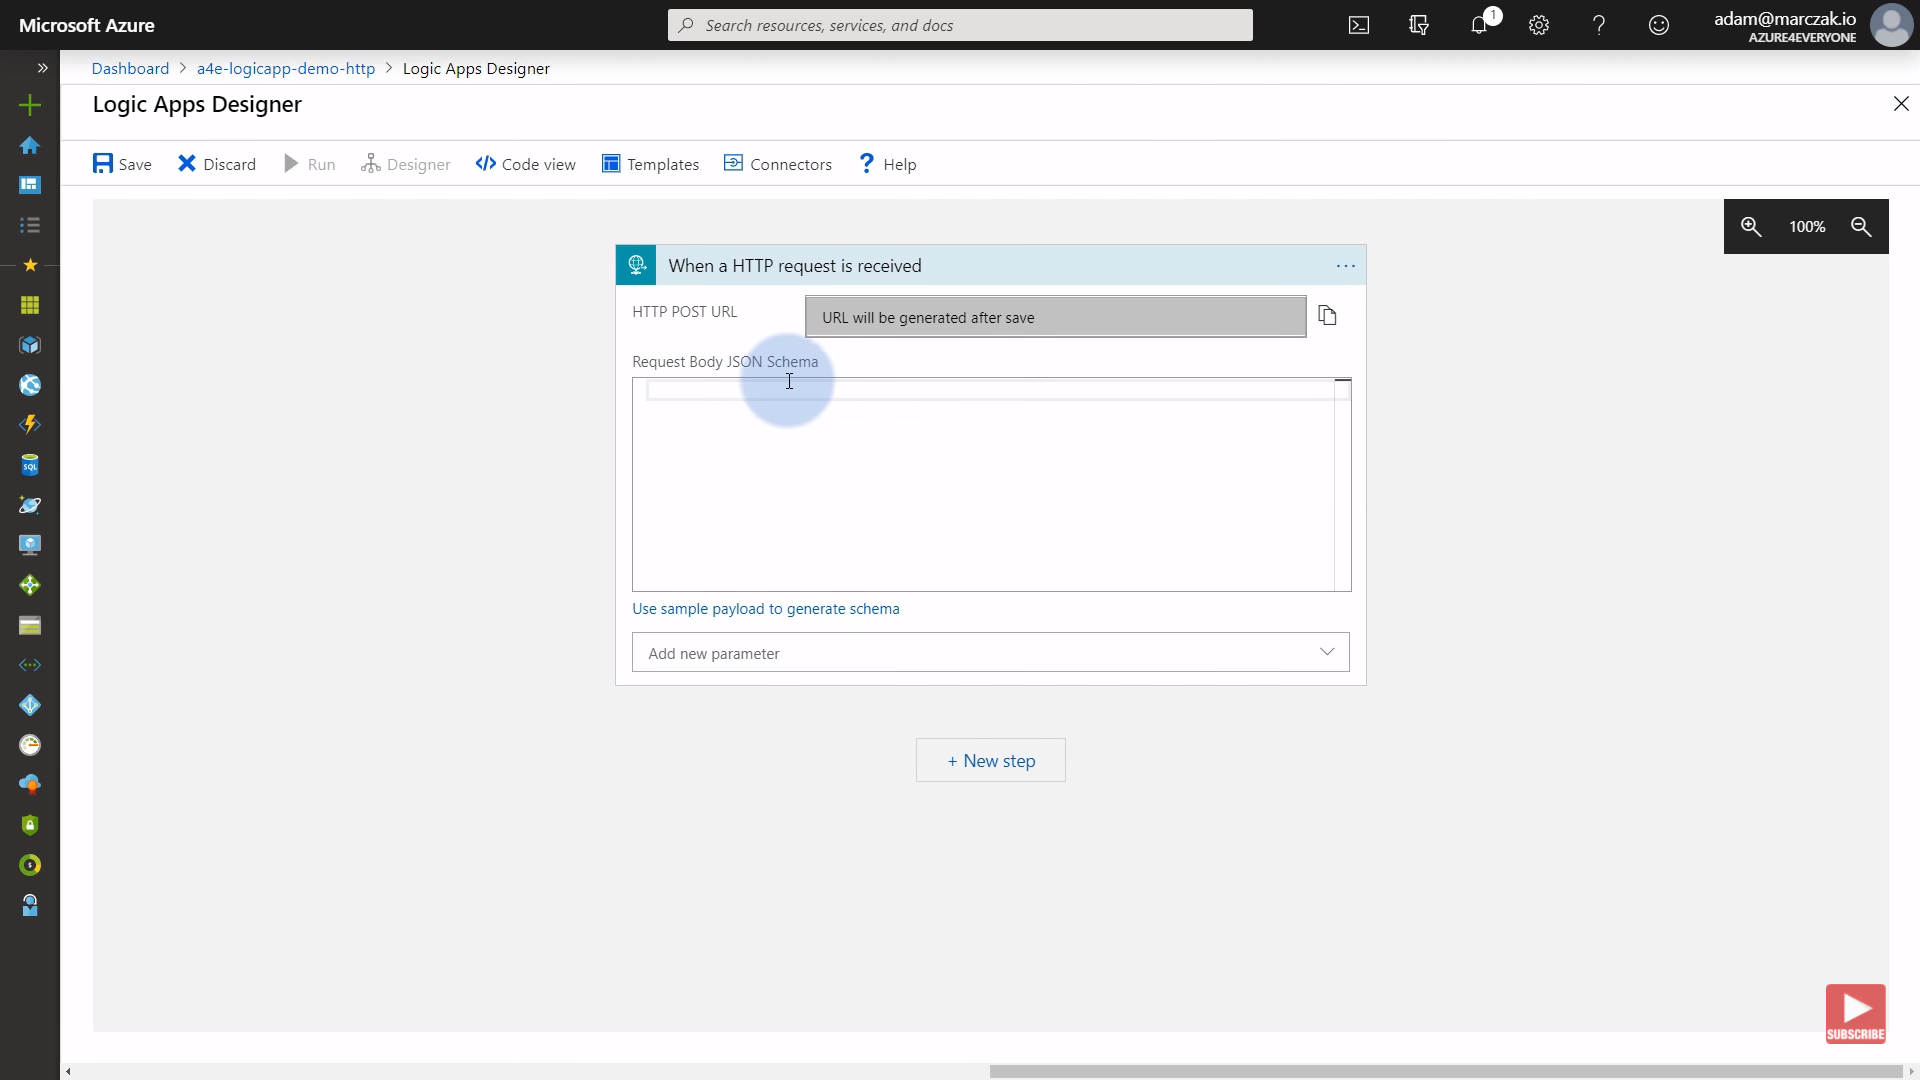 Microsoft Azure
Search resources, services, and docs
1
adam@marczak.io
AZURE4EVERYONE
Dashboard > a4e-logicapp-demo-http > Logic Apps Designer
Logic Apps Designer
Save Discard Run Designer Code view Templates Connectors Help
100%
When a HTTP request is received
HTTP POST URL
URL will be generated after save
Request Body JSON Schema
Use sample payload to generate schema
Add new parameter
+ New step
SQL
SUBSCRIBE